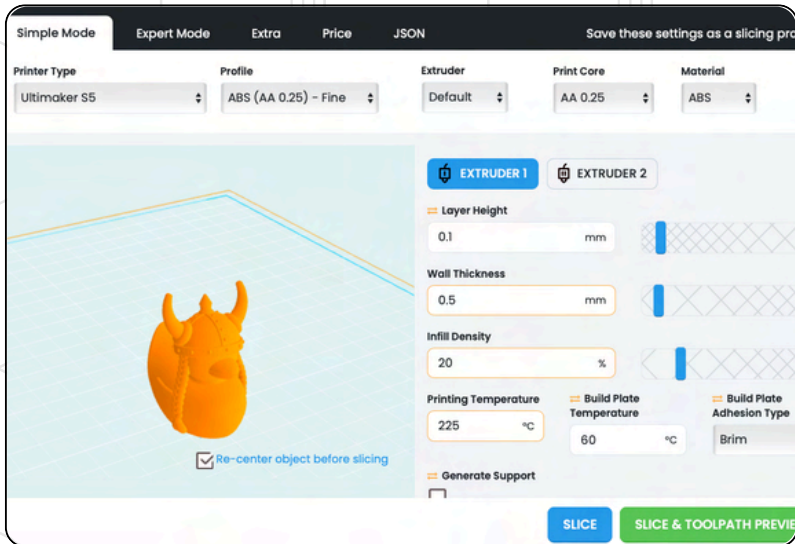 Simple Mode Expert Mode Extra Price JSON Save these settings as a slicing pro
Printer Type Profile Extruder Print Core Material
Ultimaker S5 ABS (AA 0.25) - Fine Default AA 0.25 ABS
EXTRUDER 1 EXTRUDER 2
Layer Height
0.1 mm
Wall Thickness
0.5 mm
Infill Density
20 %
Printing Temperature Build Plate Temperature Build Plate Adhesion Type
225 °C 60 °C Brim
Re-center object before slicing
Generate Support
SLICE SLICE & TOOLPATH PREVIE